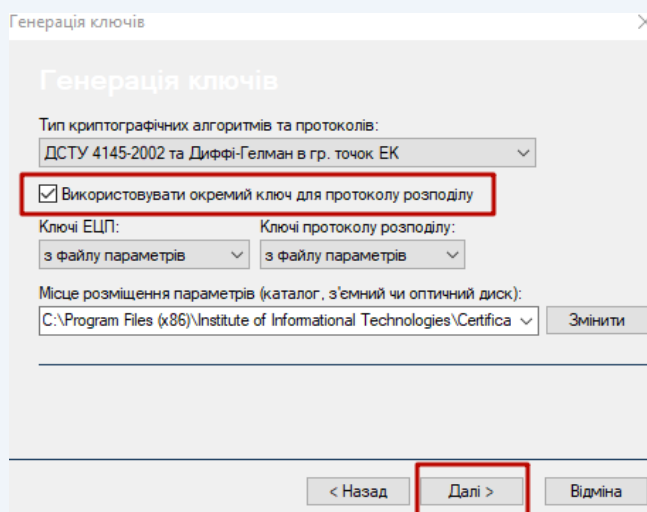 Генерація ключів
Генерація ключів
Тип криптографічних алгоритмів та протоколів:
ДСТУ 4145-2002 та Диффі-Гелман в гр. точок ЕК
Використовувати окремий ключ для протоколу розподілу
Ключі ЕЦП: Ключі протоколу розподілу:
з файлу параметрів з файлу параметрів
Місце розміщення параметрів (каталог, з'ємний чи оптичний диск):
C:\Program Files (x86)\Institute of Informational Technologies\Certifica Змінити
< Назад Далі > Відміна